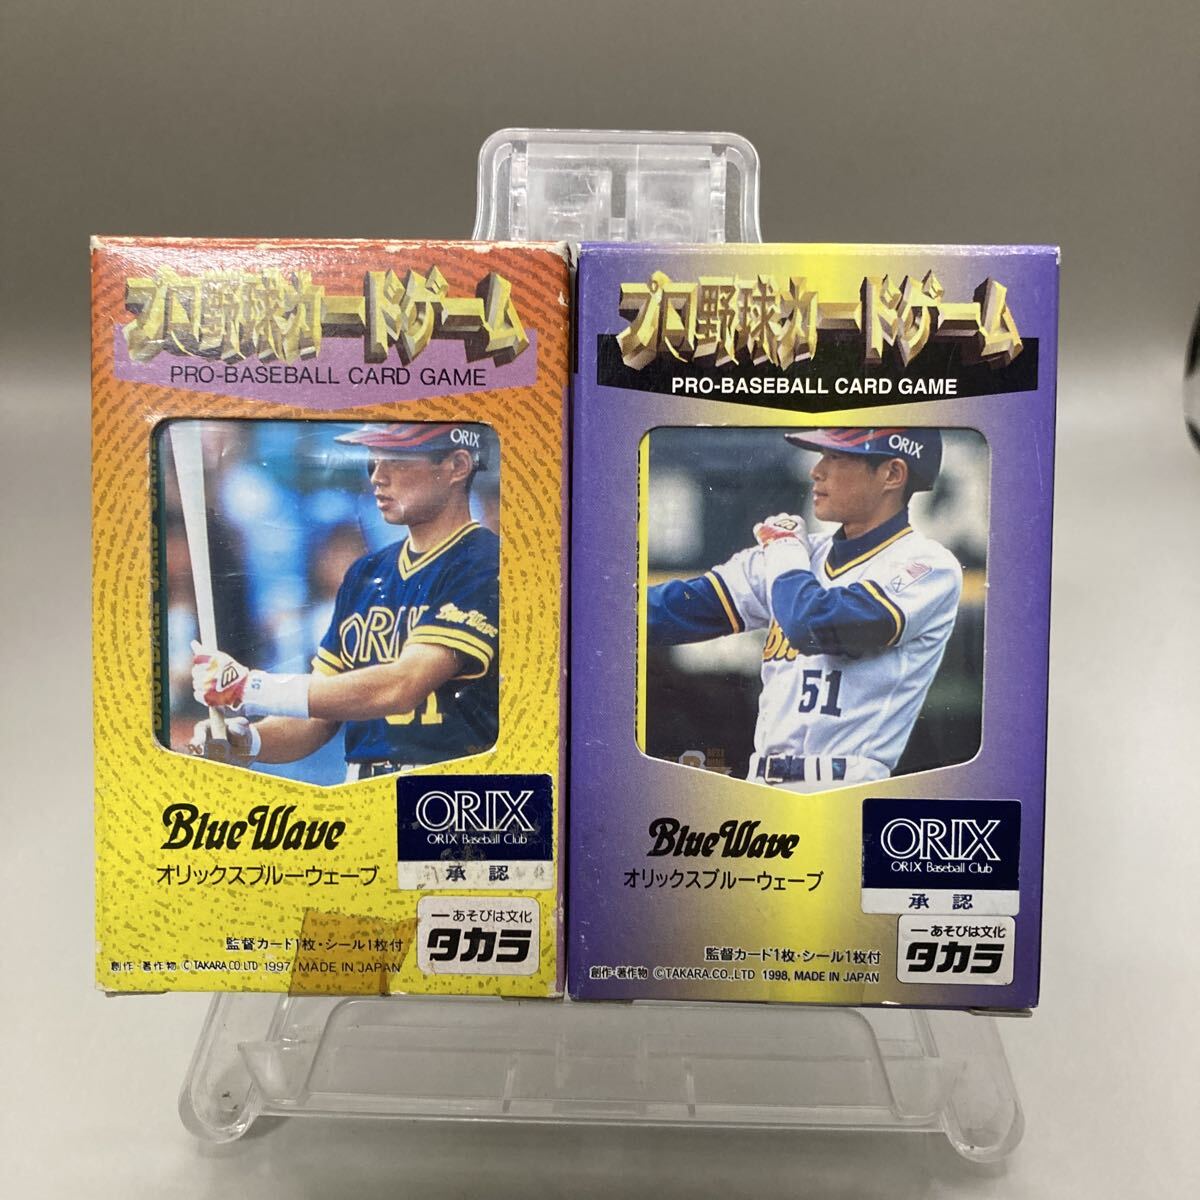 プロ野球カードゲーム
PRO-BASEBALL CARD GAME
ORIX
ORIX
Blue Wave
51
51
'96
Blue Wave
オリックスブルーウェーブ
ORIX
ORIX Baseball Club
承認
監督カード1枚・シール1枚付
創作・著作物 ©TAKARA.CO.,LTD 1997, MADE IN JAPAN
あそびは文化
タカラ
プロ野球カードゲーム
PRO-BASEBALL CARD GAME
ORIX
51
BEST
NINE
Blue Wave
オリックスブルーウェーブ
ORIX
ORIX Baseball Club
承認
監督カード1枚・シール1枚付
創作・著作物 ©TAKARA.CO.,LTD 1998, MADE IN JAPAN
あそびは文化
タカラ